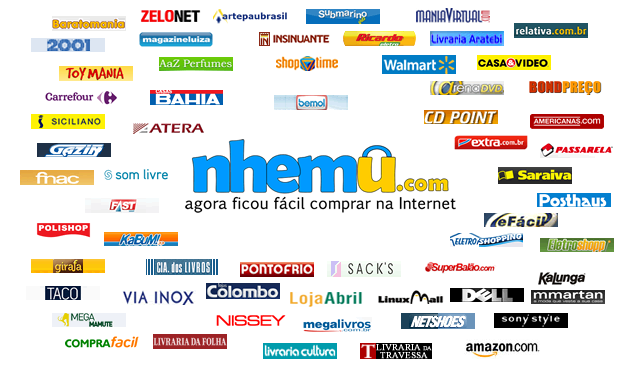 Baratomania
ZELONET
artepaubrasil
submarino
MANIAVIRTUAL
relativa.com.br
2001
magazineluiza
INSINUANTE
Ricardo
eletro
Livraria Aratebi
TOY MANIA
AaZ Perfumes
shoptime
Walmart
CASA&VIDEO
Carrefour
CASAS
BAHIA
bemol
DVD
BONDPREÇO
SICILIANO
ATERA
CD POINT
AMERICANAS.com
GAZIN
nhemu.com
extra.com.br
PASSARELA
fnac
som livre
Saraiva
agora ficou fácil comprar na Internet
Posthaus
FAST
eFácil
POLISHOP
KaBuM!
ELETROSHOPPING
Eletroshopp
girafa
CIA. dos LIVROS
PONTOFRIO
SACK'S
SuperBalão.com
Kalunga
TACO
VIA INOX
Colombo
LojaAbril
LinuxMall
DELL
mmartan
MEGA
MAMUTE
NISSEY
megalivros
.com.br
NETSHOES
sony style
COMPRAfacil
LIVRARIA DA FOLHA
livraria cultura
LIVRARIA DA
TRAVESSA
amazon.com